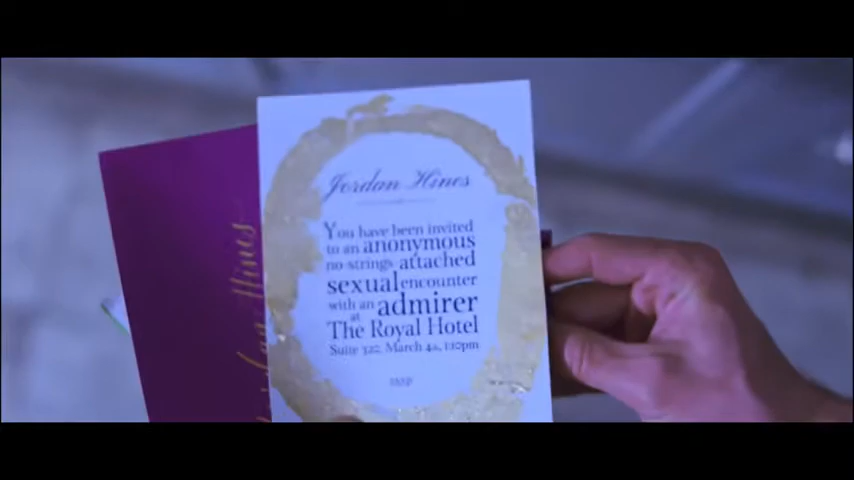 Jordan Hines
You have been invited
to an anonymous
no-strings attached
sexual encounter
with an admirer
at
The Royal Hotel
Suite 322, March 4th, 1:10pm
RSVP
Hines